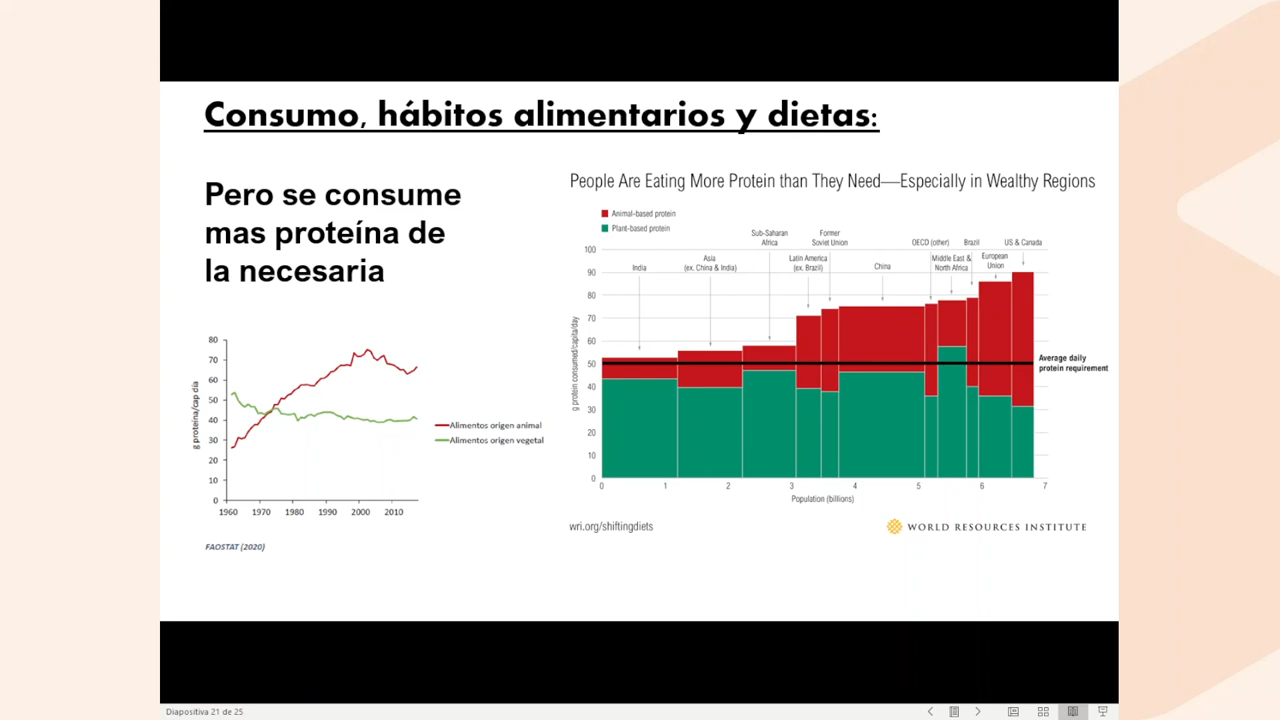 Consumo, hábitos alimentarios y dietas:
Pero se consume
mas proteína de
la necesaria
80
70
60
50
40
30
20
10
0
g proteína/cap día
1960
1970
1980
1990
2000
2010
Alimentos origen animal
Alimentos origen vegetal
FAOSTAT (2020)
People Are Eating More Protein than They Need—Especially in Wealthy Regions
Animal-based protein
Plant-based protein
100
90
80
70
60
50
40
30
20
10
0
g protein consumed/capita/day
India
Asia
(ex. China & India)
Sub-Saharan
Africa
Latin America
(ex. Brazil)
Former
Soviet Union
China
OECD (other)
Middle East &
North Africa
Brazil
European
Union
US & Canada
Average daily
protein requirement
0
1
2
3
4
5
6
7
Population (billions)
wri.org/shiftingdiets
WORLD RESOURCES INSTITUTE
Diapositiva 21 de 25